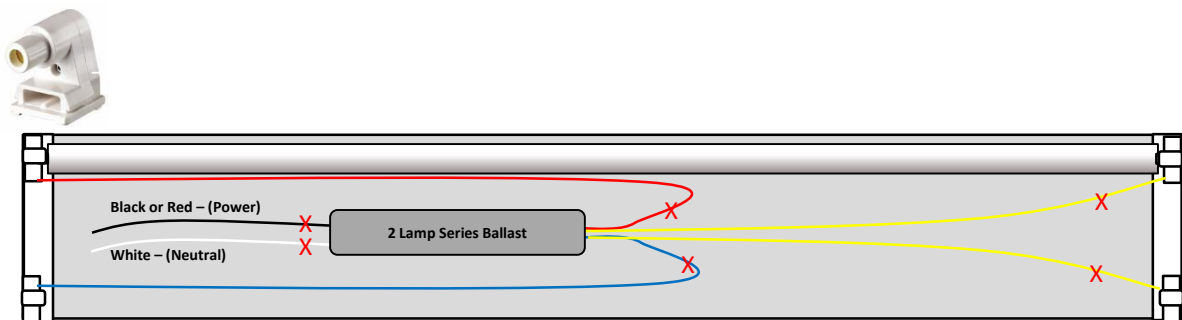 Black or Red – (Power)
2 Lamp Series Ballast
White – (Neutral)
X
X
X
X
X
X